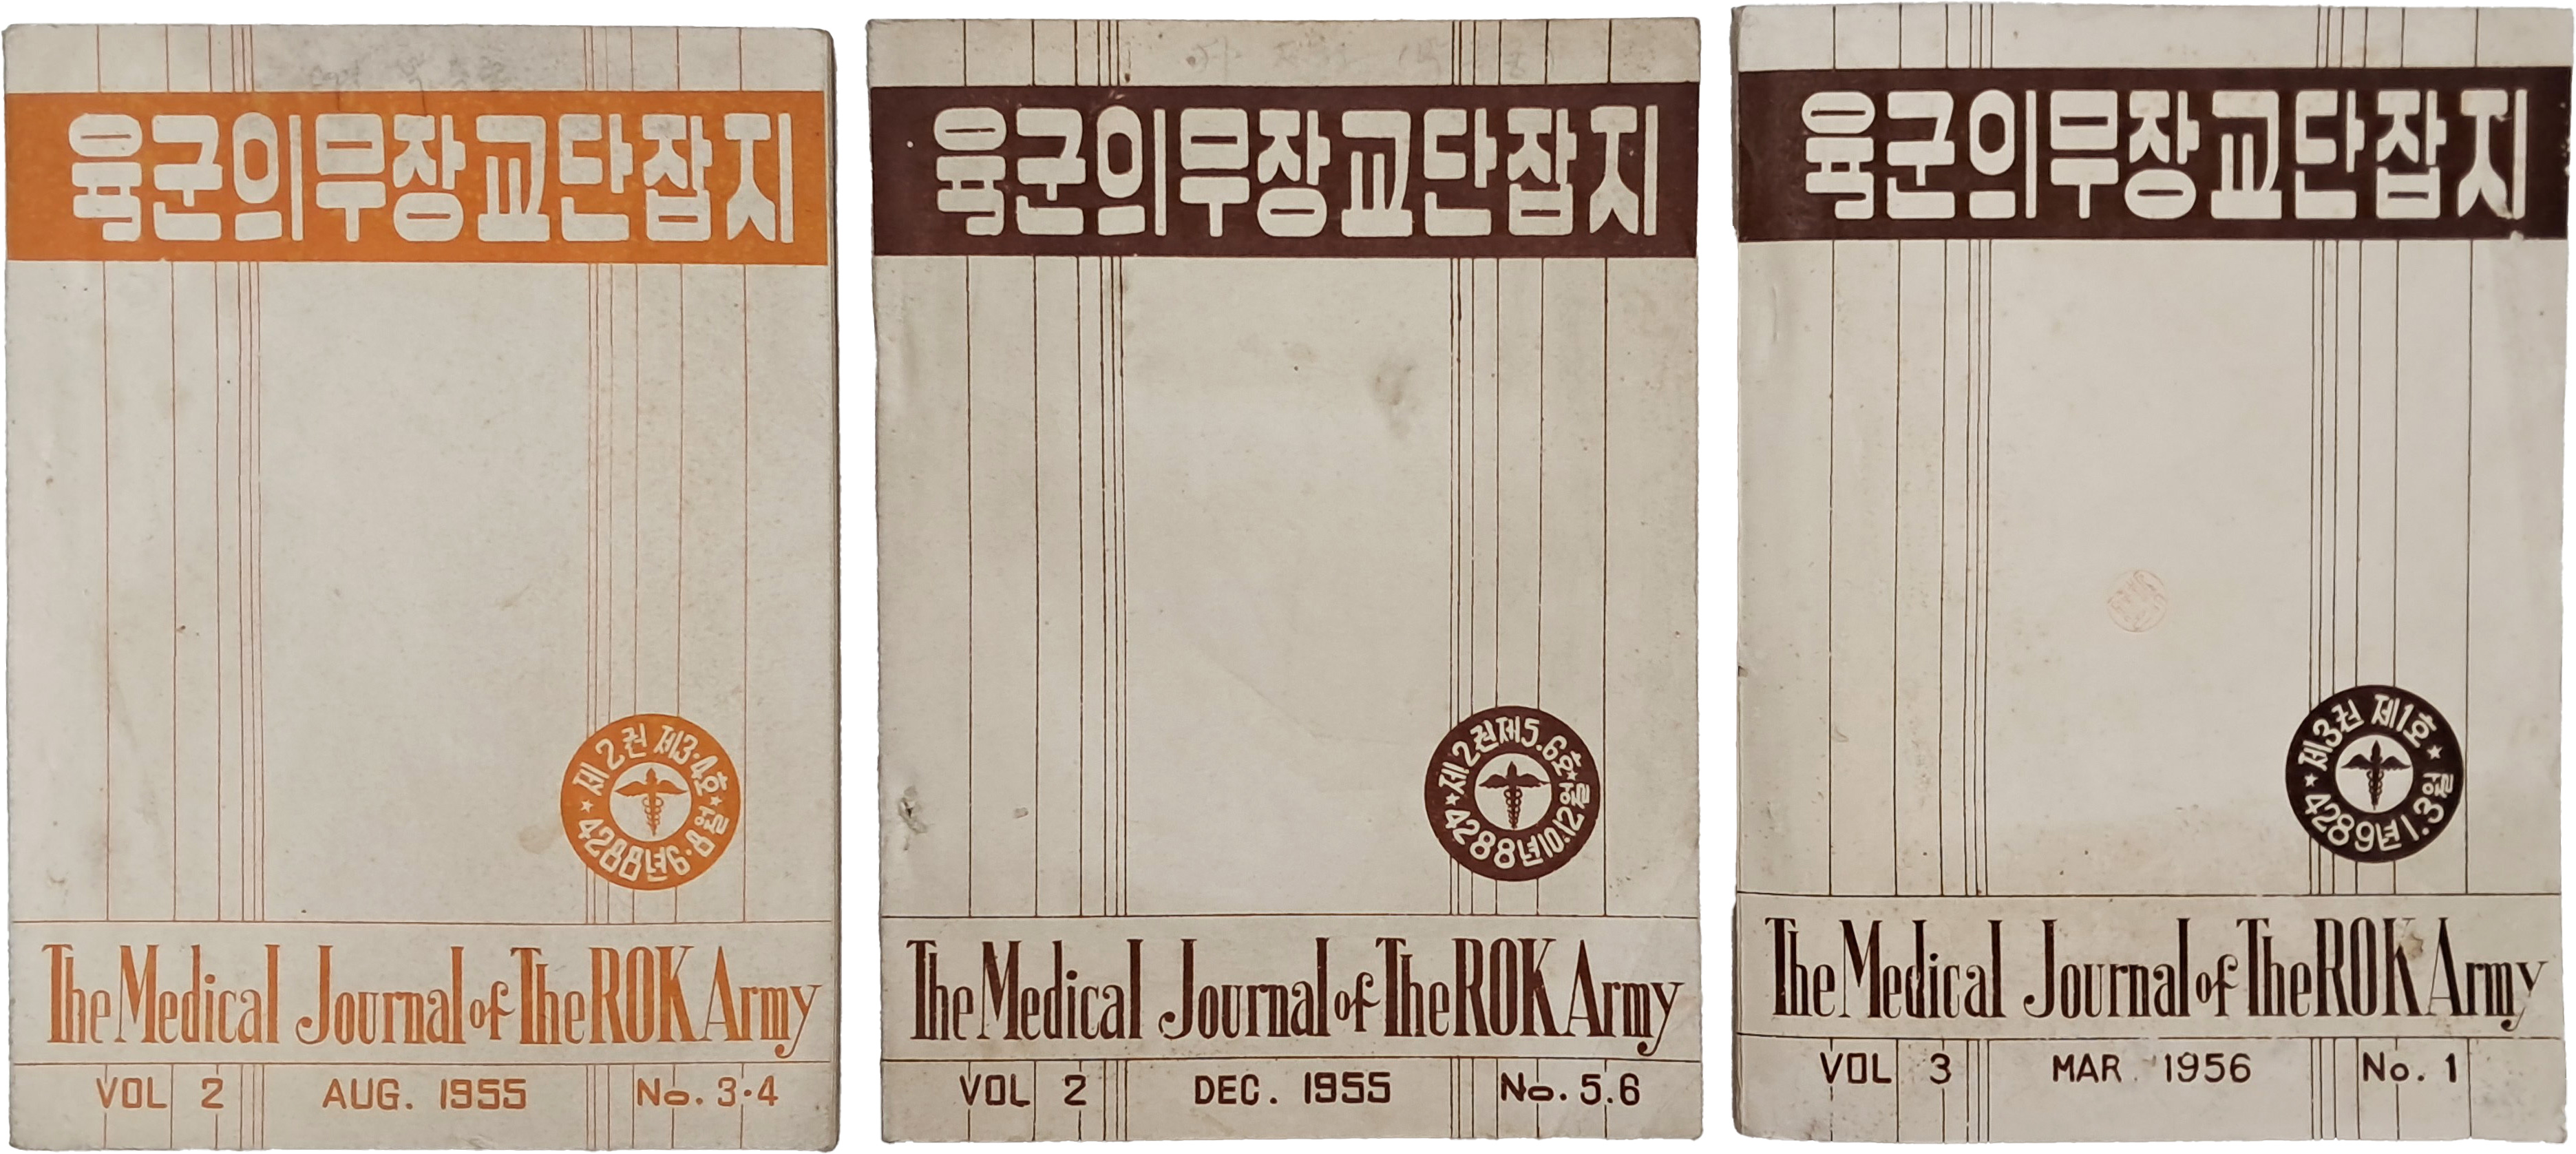 육군의무장교단잡지
제2권 제3·4호
4288년6·8월
The Medical Journal of The ROK Army
VOL 2 AUG. 1955 No. 3·4
육군의무장교단잡지
제2권제5.6호
4288년10.12월
The Medical Journal of The ROK Army
VOL 2 DEC. 1955 No. 5.6
육군의무장교단잡지
제3권 제1호
4289년1.3월
The Medical Journal of The ROK Army
VOL 3 MAR. 1956 No. 1